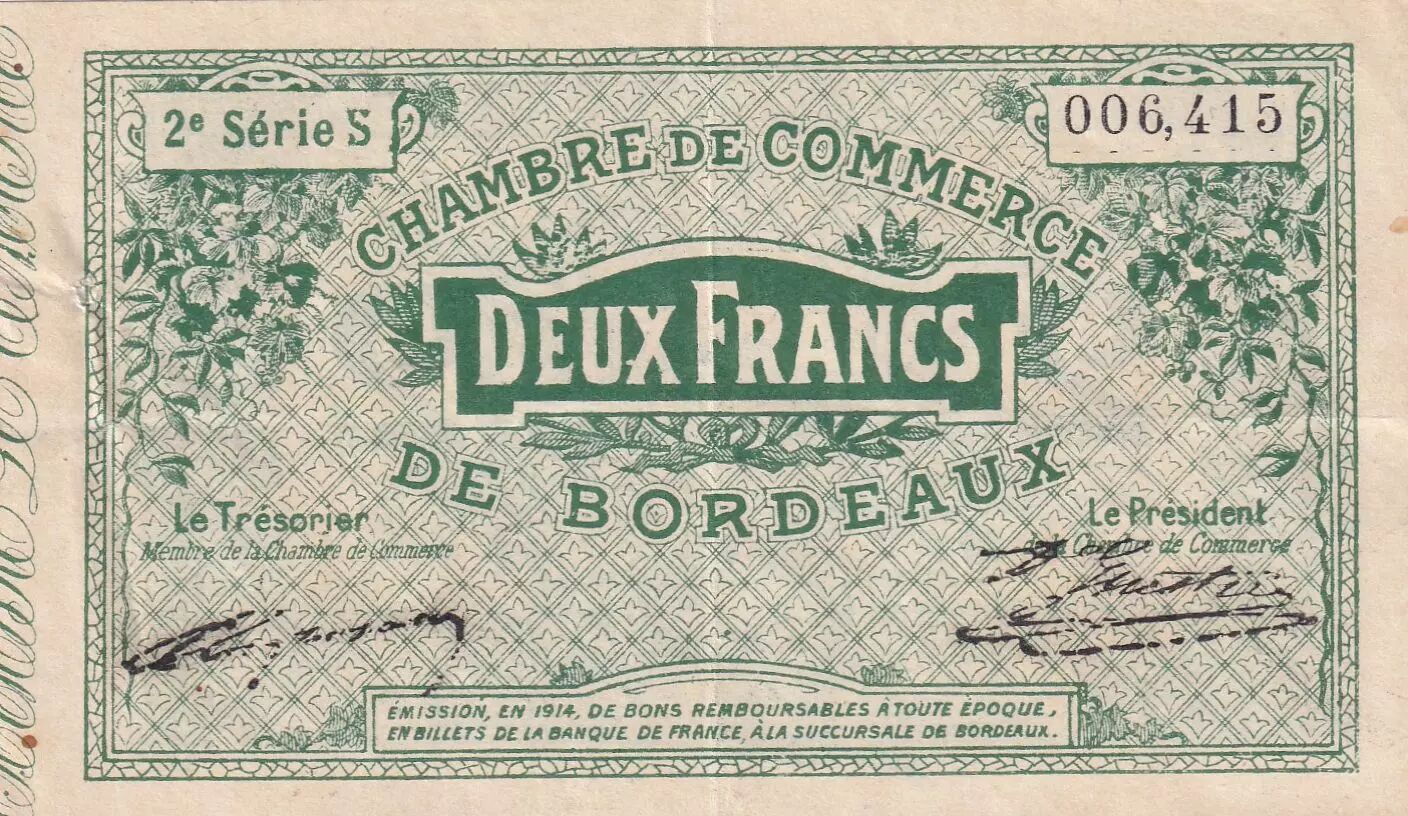 2e Série S
006,415
CHAMBRE DE COMMERCE
DEUX FRANCS
DE BORDEAUX
Le Trésorier
Membre de la Chambre de Commerce
Le Président
de la Chambre de Commerce
ÉMISSION, EN 1914, DE BONS REMBOURSABLES À TOUTE ÉPOQUE,
EN BILLETS DE LA BANQUE DE FRANCE, À LA SUCCURSALE DE BORDEAUX.